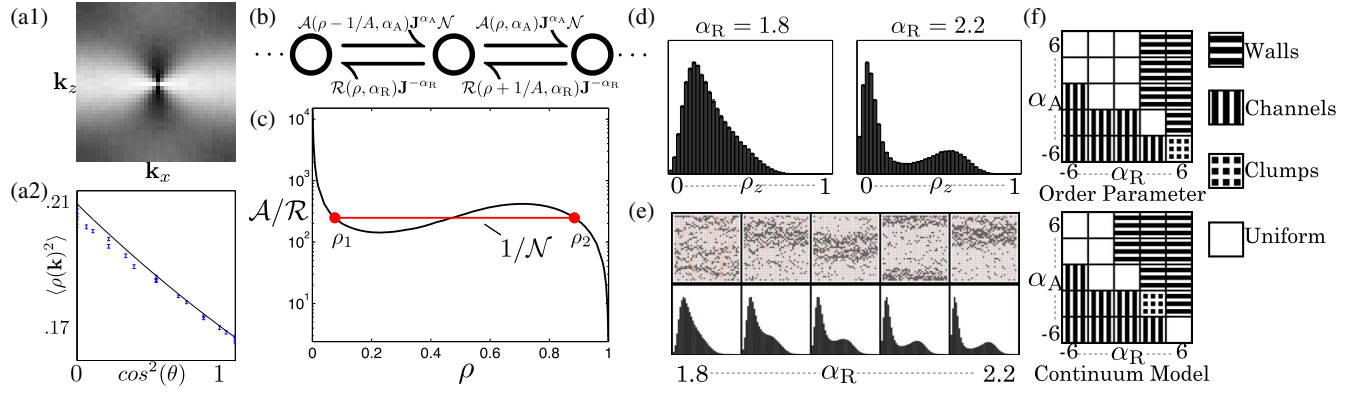 (a1)
k_z
k_x
(a2)
.21
⟨ρ(k)²⟩
.17
0 cos²(θ) 1
(b)
A(ρ − 1/A, α_A)J^{α_A}N A(ρ, α_A)J^{α_A}N
··· ···
R(ρ, α_R)J^{−α_R} R(ρ + 1/A, α_R)J^{−α_R}
(c)
10⁴
10³
A/R
10²
10¹
ρ₁
1/N
ρ₂
0 0.2 0.4 0.6 0.8 1
ρ
(d)
α_R = 1.8 α_R = 2.2
0 ρ_z 1 0 ρ_z 1
(e)
1.8 α_R 2.2
(f)
6
α_A
-6
-6 α_R 6
Order Parameter
6
α_A
-6
-6 α_R 6
Continuum Model
Walls
Channels
Clumps
Uniform